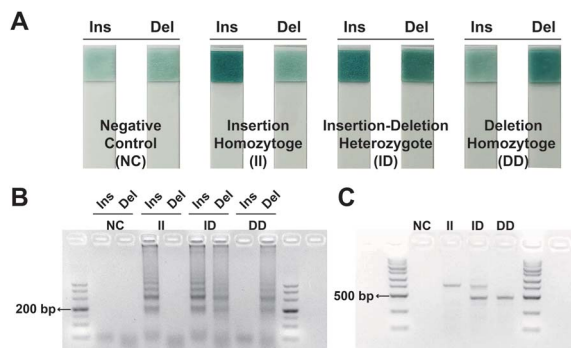 A
Ins Del Ins Del Ins Del Ins Del
Negative Control (NC)
Insertion Homozytoge (II)
Insertion-Deletion Heterozygote (ID)
Deletion Homozytoge (DD)
B
Ins Del Ins Del Ins Del Ins Del
NC II ID DD
200 bp
C
NC II ID DD
500 bp